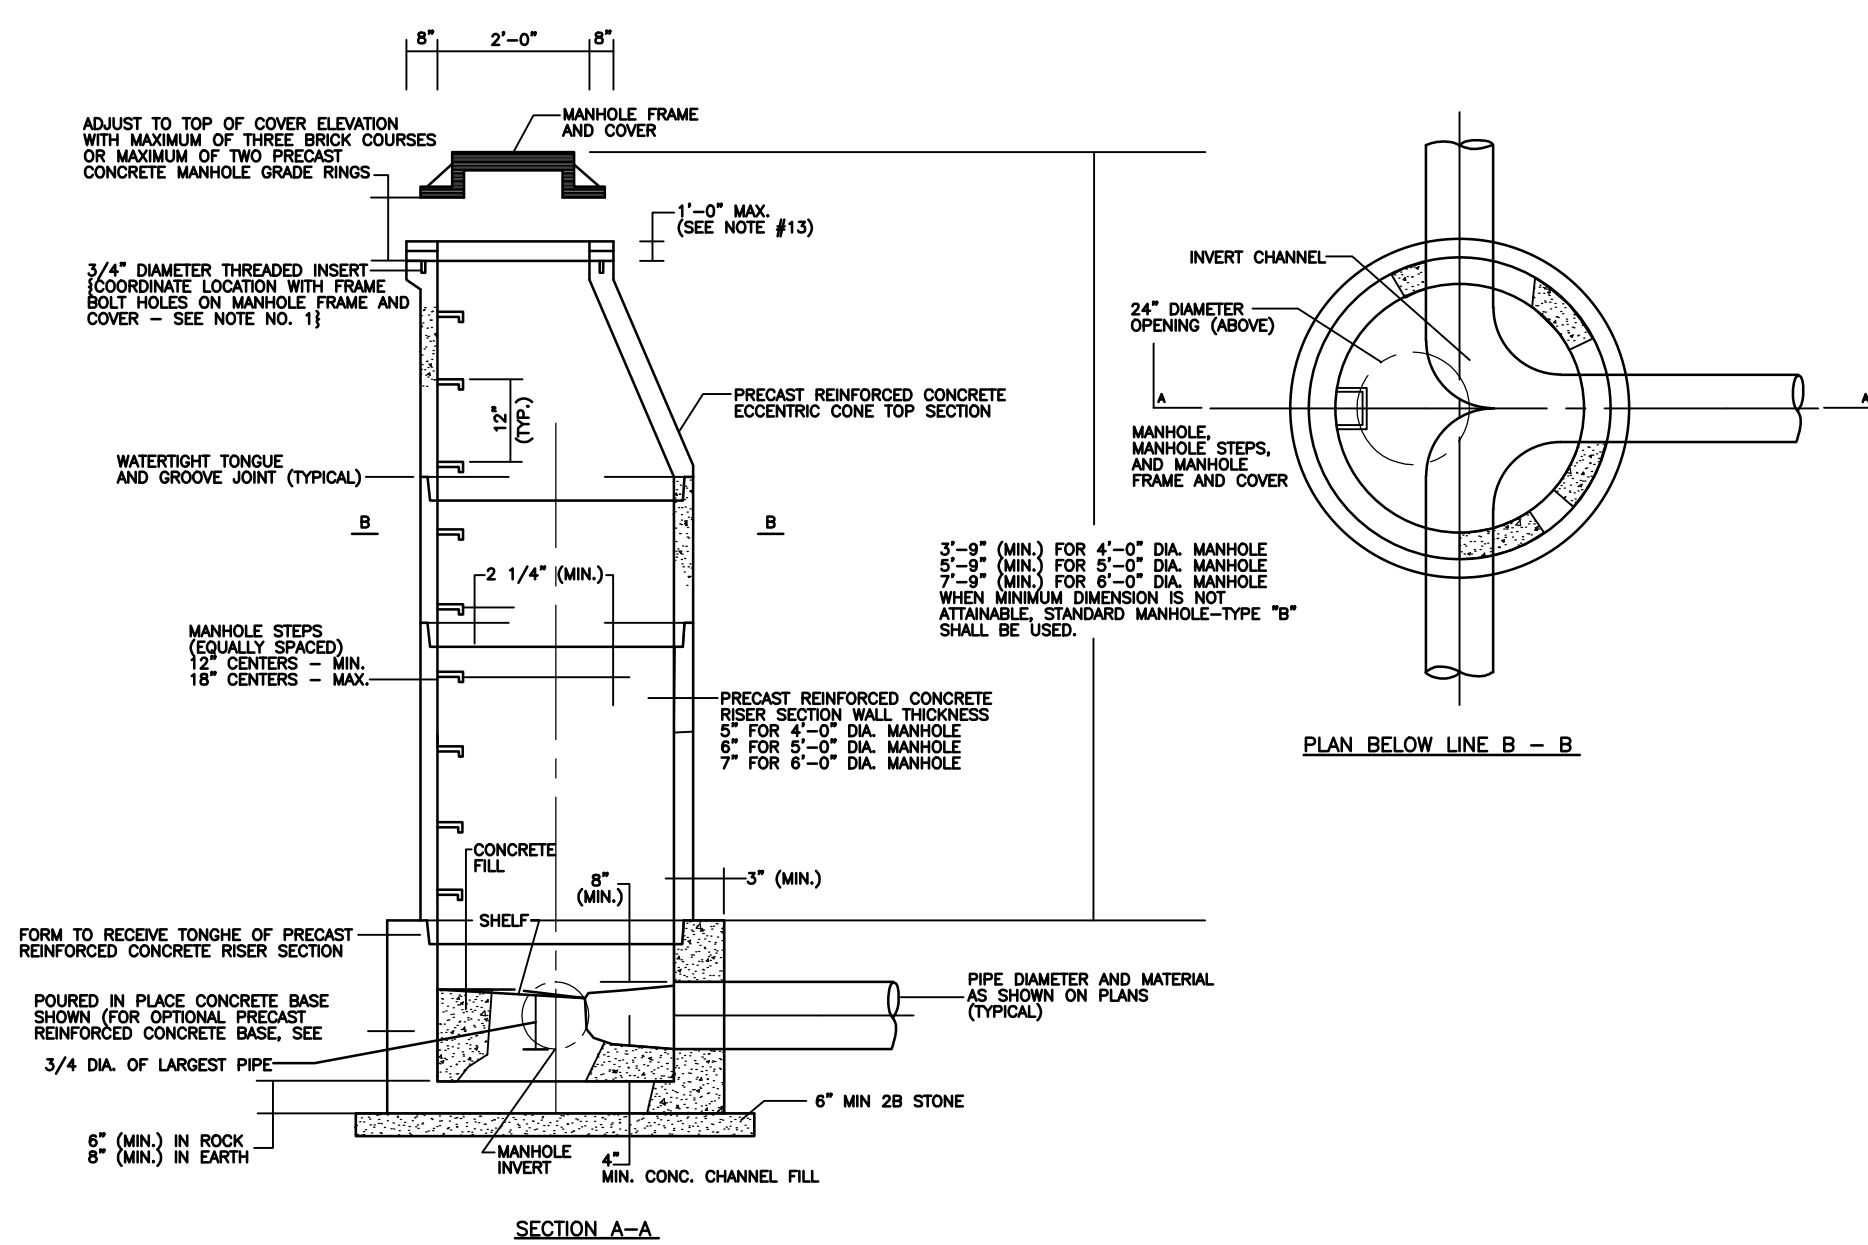 8"
2'-0"
8"
MANHOLE FRAME
AND COVER
ADJUST TO TOP OF COVER ELEVATION
WITH MAXIMUM OF THREE BRICK COURSES
OR MAXIMUM OF TWO PRECAST
CONCRETE MANHOLE GRADE RINGS
1'-0" MAX.
(SEE NOTE #13)
3/4" DIAMETER THREADED INSERT
{COORDINATE LOCATION WITH FRAME
BOLT HOLES ON MANHOLE FRAME AND
COVER - SEE NOTE NO. 1}
12"
(TYP.)
PRECAST REINFORCED CONCRETE
ECCENTRIC CONE TOP SECTION
WATERTIGHT TONGUE
AND GROOVE JOINT (TYPICAL)
B
B
2 1/4" (MIN.)
3'-9" (MIN.) FOR 4'-0" DIA. MANHOLE
5'-9" (MIN.) FOR 5'-0" DIA. MANHOLE
7'-9" (MIN.) FOR 6'-0" DIA. MANHOLE
WHEN MINIMUM DIMENSION IS NOT
ATTAINABLE, STANDARD MANHOLE-TYPE "B"
SHALL BE USED.
MANHOLE STEPS
(EQUALLY SPACED)
12" CENTERS - MIN.
18" CENTERS - MAX.
PRECAST REINFORCED CONCRETE
RISER SECTION WALL THICKNESS
5" FOR 4'-0" DIA. MANHOLE
6" FOR 5'-0" DIA. MANHOLE
7" FOR 6'-0" DIA. MANHOLE
CONCRETE
FILL
8"
(MIN.)
3" (MIN.)
SHELF
FORM TO RECEIVE TONGHE OF PRECAST
REINFORCED CONCRETE RISER SECTION
POURED IN PLACE CONCRETE BASE
SHOWN (FOR OPTIONAL PRECAST
REINFORCED CONCRETE BASE, SEE
3/4 DIA. OF LARGEST PIPE
PIPE DIAMETER AND MATERIAL
AS SHOWN ON PLANS
(TYPICAL)
6" MIN 2B STONE
6" (MIN.) IN ROCK
8" (MIN.) IN EARTH
MANHOLE
INVERT
4"
MIN. CONC. CHANNEL FILL
SECTION A-A
INVERT CHANNEL
24" DIAMETER
OPENING (ABOVE)
A
A
MANHOLE,
MANHOLE STEPS,
AND MANHOLE
FRAME AND COVER
PLAN BELOW LINE B - B